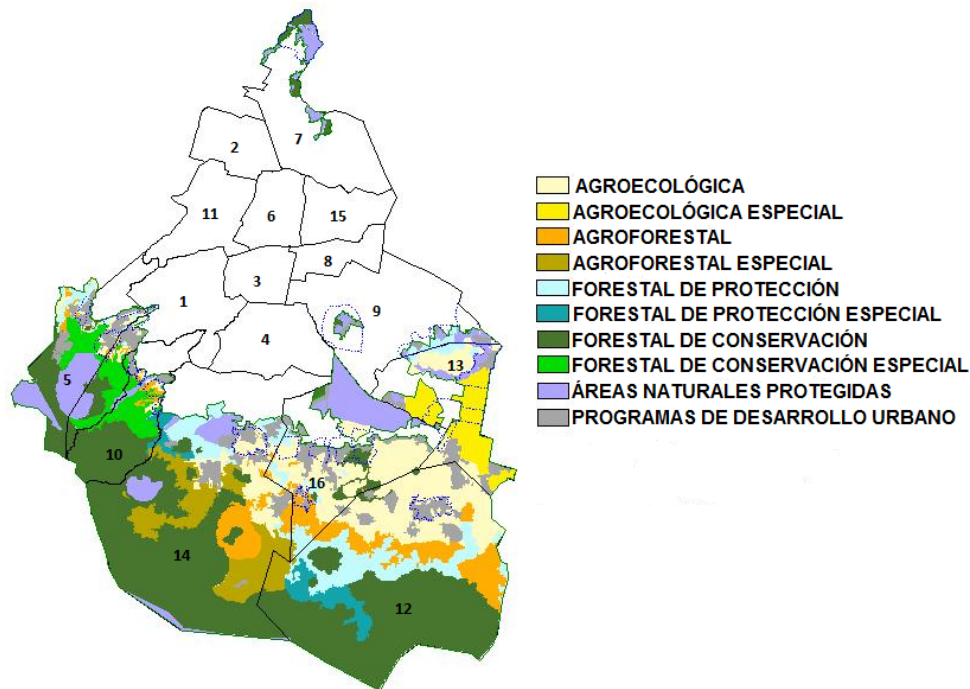 7
2
11
6
15
8
3
1
9
4
13
5
10
16
14
12
AGROECOLÓGICA
AGROECOLÓGICA ESPECIAL
AGROFORESTAL
AGROFORESTAL ESPECIAL
FORESTAL DE PROTECCIÓN
FORESTAL DE PROTECCIÓN ESPECIAL
FORESTAL DE CONSERVACIÓN
FORESTAL DE CONSERVACIÓN ESPECIAL
ÁREAS NATURALES PROTEGIDAS
PROGRAMAS DE DESARROLLO URBANO